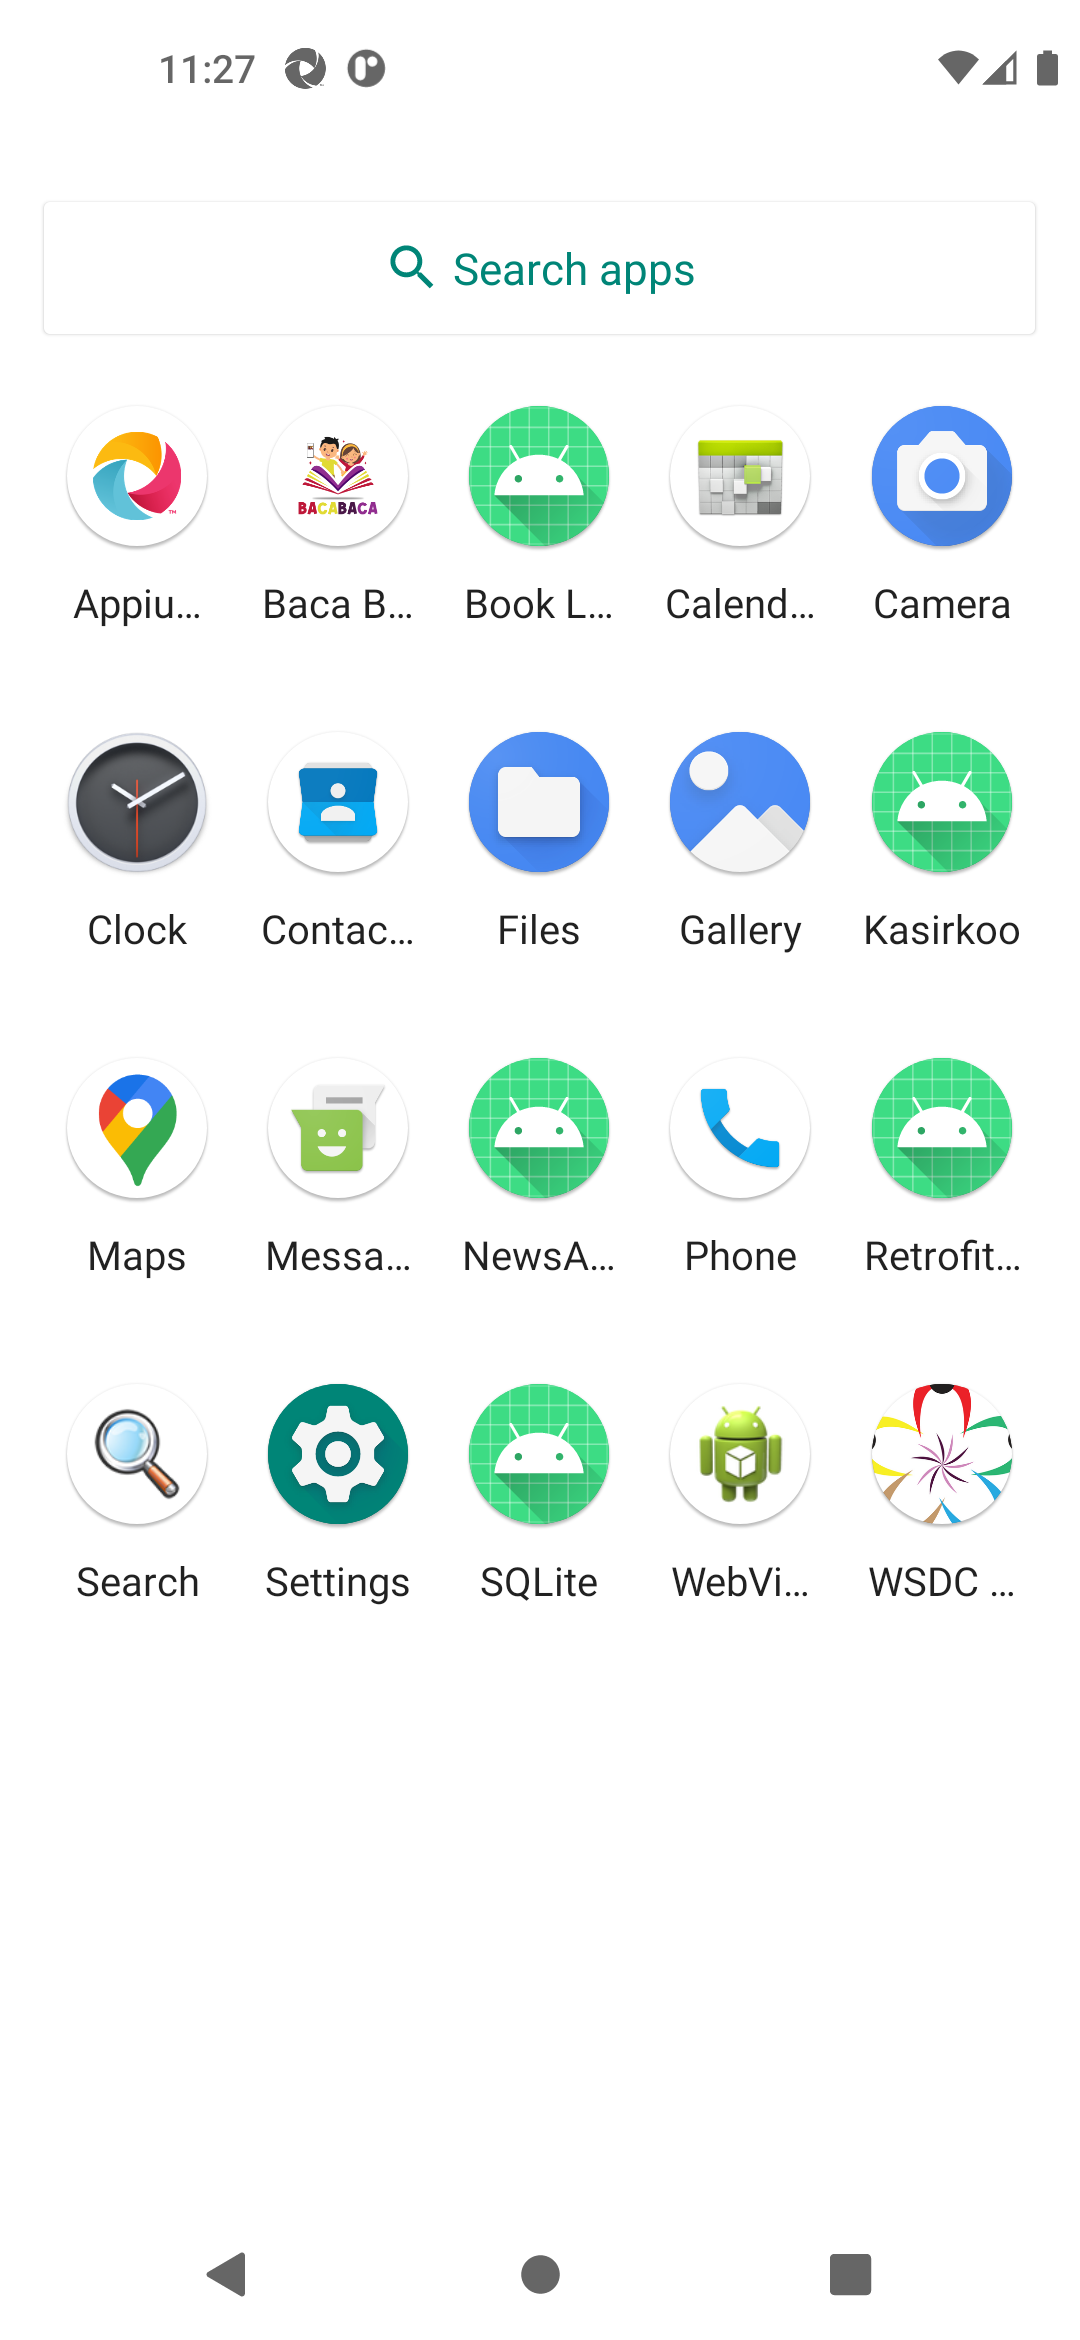 11:27
Search apps
BACABACA
Appiu…
Baca B…
Book L…
Calend…
Camera
Clock
Contac…
Files
Gallery
Kasirkoo
Maps
Messa…
NewsA…
Phone
Retrofit…
Search
Settings
SQLite
WebVi…
WSDC …